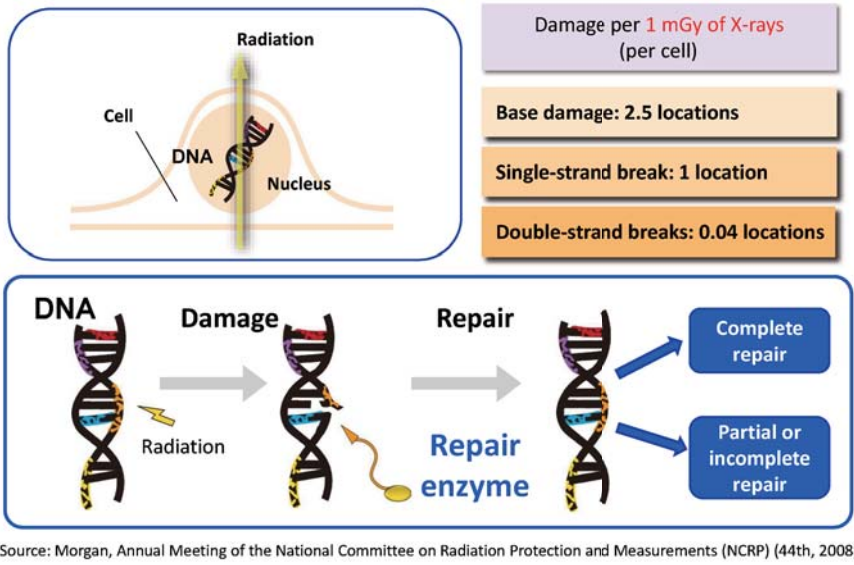 Radiation
Cell
DNA
Nucleus
Damage per 1 mGy of X-rays
(per cell)
Base damage: 2.5 locations
Single-strand break: 1 location
Double-strand breaks: 0.04 locations
DNA
Damage
Repair
Radiation
Repair
enzyme
Complete
repair
Partial or
incomplete
repair
Source: Morgan, Annual Meeting of the National Committee on Radiation Protection and Measurements (NCRP) (44th, 2008